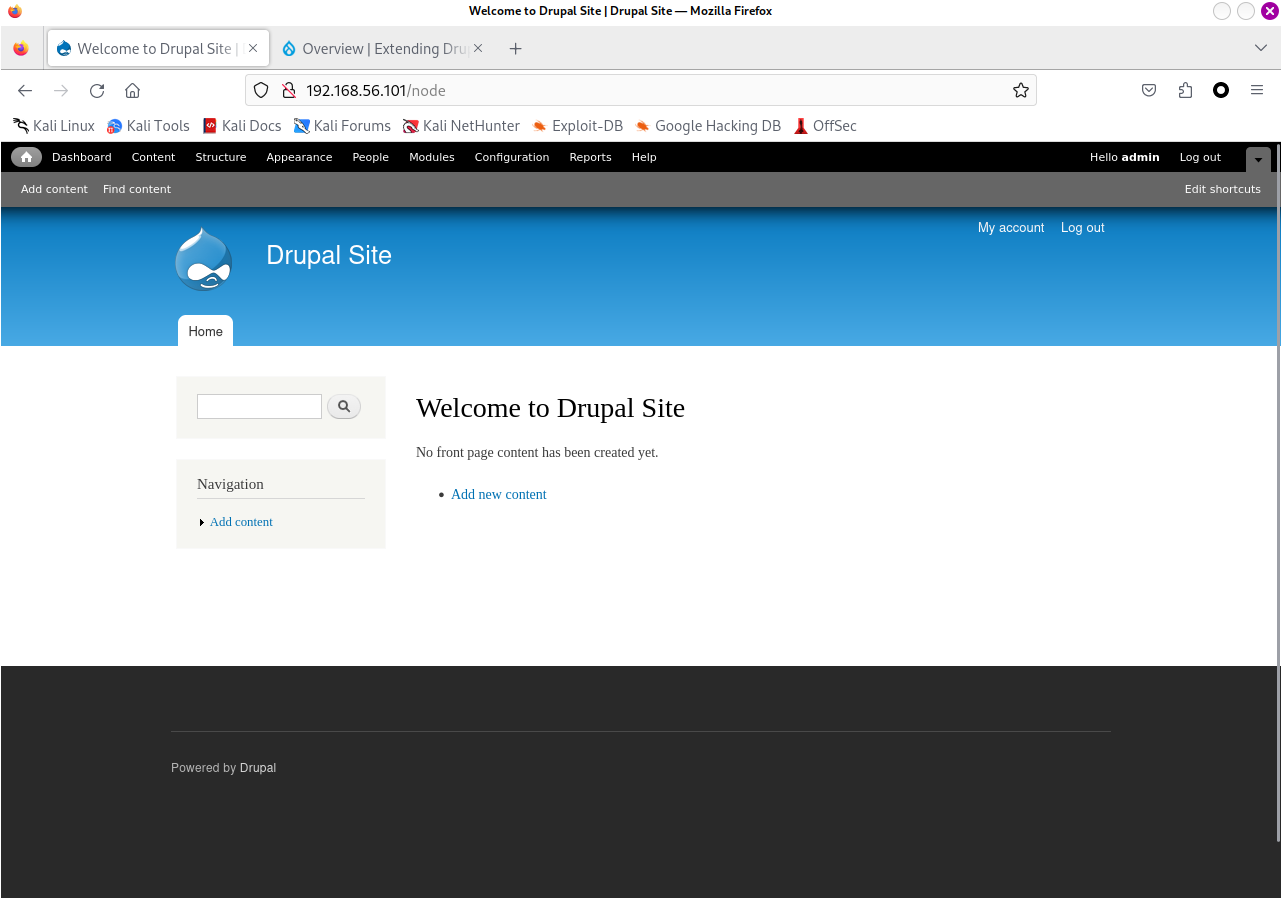 Welcome to Drupal Site | Drupal Site — Mozilla Firefox
Welcome to Drupal Site |
Overview | Extending Dru
192.168.56.101/node
Kali Linux Kali Tools Kali Docs Kali Forums Kali NetHunter Exploit-DB Google Hacking DB OffSec
Dashboard Content Structure Appearance People Modules Configuration Reports Help Hello admin Log out
Add content Find content Edit shortcuts
My account Log out
Drupal Site
Home
Welcome to Drupal Site
No front page content has been created yet.
Add new content
Navigation
Add content
Powered by Drupal